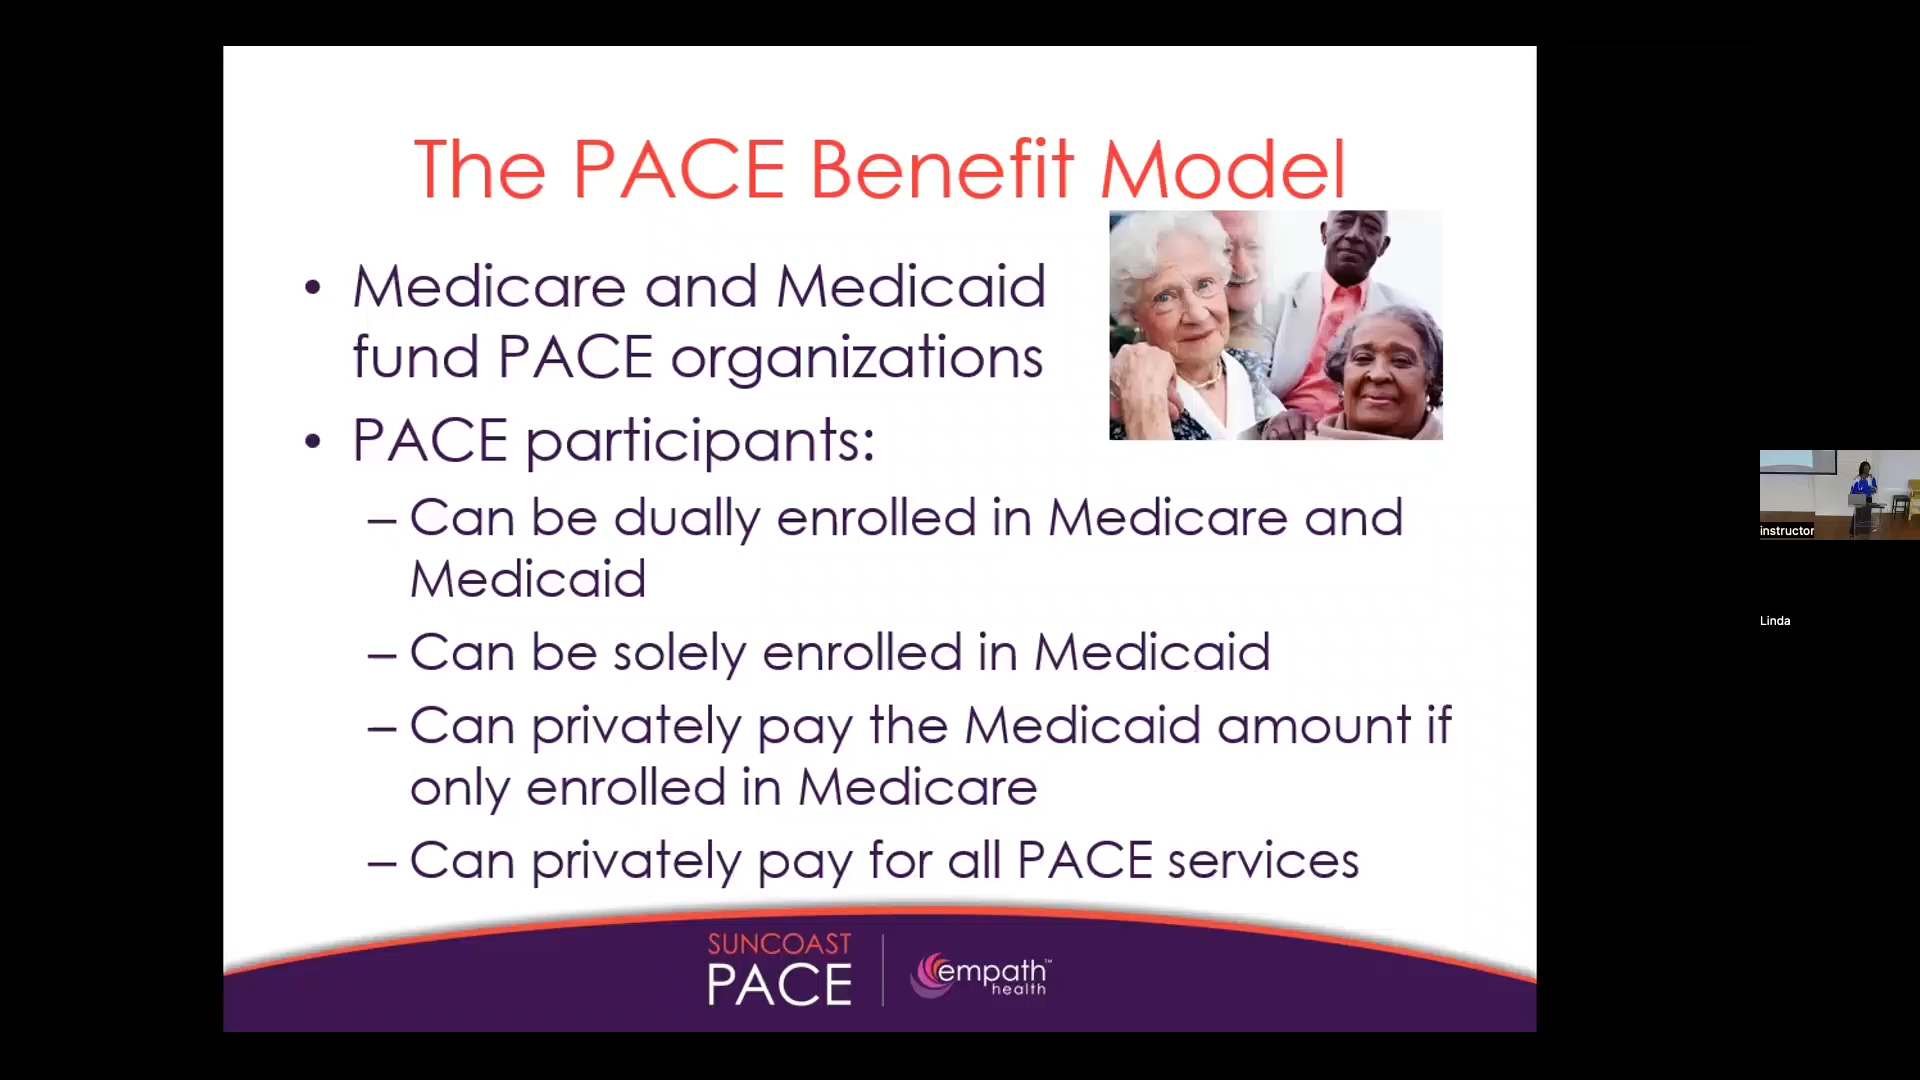 The PACE Benefit Model
• Medicare and Medicaid
fund PACE organizations
• PACE participants:
– Can be dually enrolled in Medicare and
Medicaid
– Can be solely enrolled in Medicaid
– Can privately pay the Medicaid amount if
only enrolled in Medicare
– Can privately pay for all PACE services
SUNCOAST
PACE
empath™
health
instructor
Linda